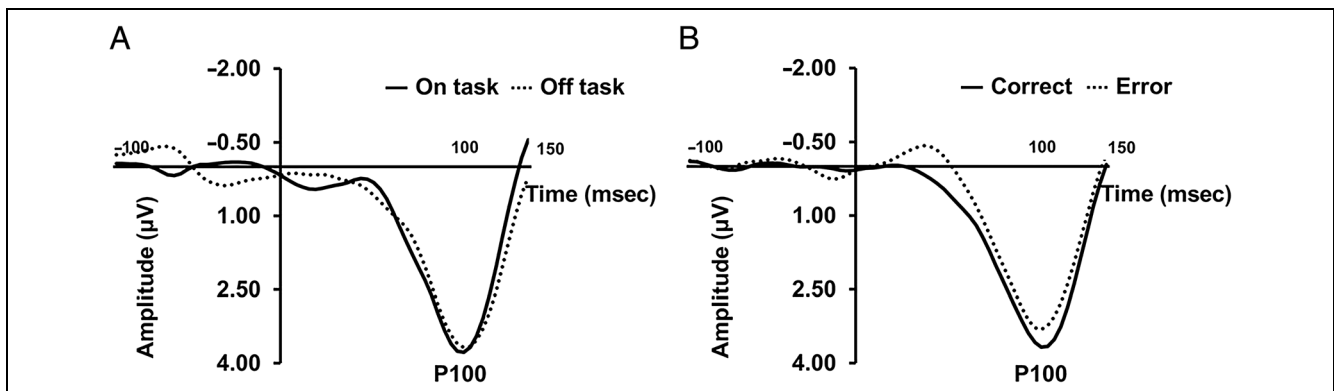 A
−2.00
On task
Off task
−100
−0.50
100
150
Time (msec)
1.00
Amplitude (µV)
2.50
4.00
P100
B
−2.00
Correct
Error
−100
−0.50
100
150
Time (msec)
1.00
Amplitude (µV)
2.50
4.00
P100